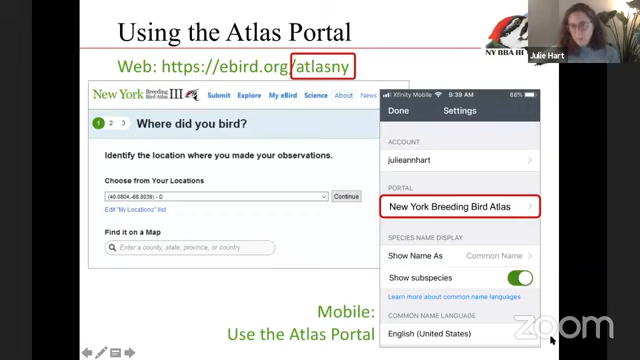 Using the Atlas Portal
NY BBA III
Julie Hart
Web: https://ebird.org/atlasny
New York Breeding Bird Atlas III
Submit Explore My eBird Science About News
1 2 3 Where did you bird?
Identify the location where you made your observations.
Choose from Your Locations
(48.0804,-68.8039) - D
Continue
Edit "My Locations" list
Find it on a Map
Enter a county, state, province, or country
Xfinity Mobile 9:39 AM 88%
Done Settings
ACCOUNT
julieannhart
PORTAL
New York Breeding Bird Atlas
SPECIES NAME DISPLAY
Show Name As Common Name
Show subspecies
Learn more about common name languages
COMMON NAME LANGUAGE
English (United States)
Mobile:
Use the Atlas Portal
zoom